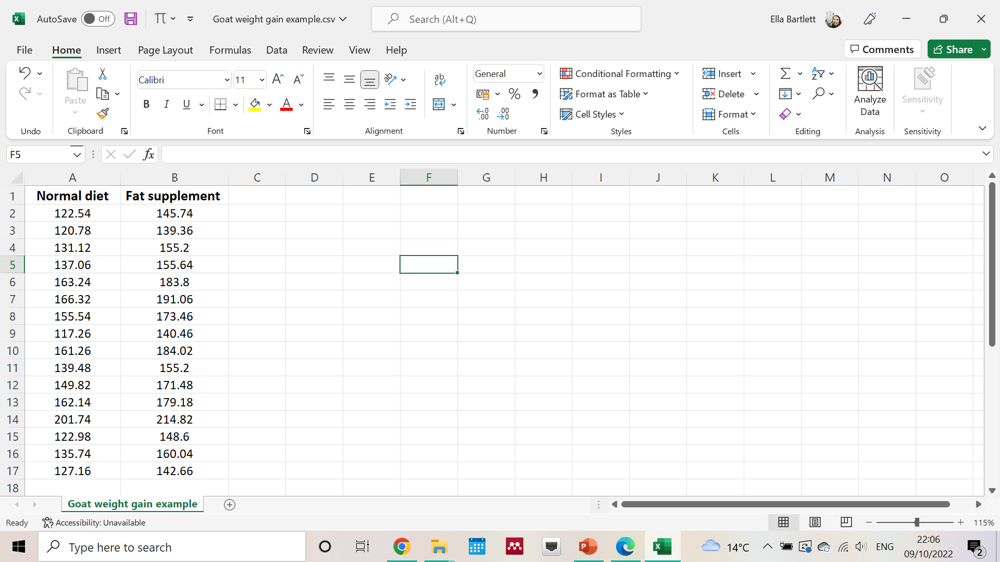 AutoSave Off Goat weight gain example.csv Search (Alt+Q) Ella Bartlett
File Home Insert Page Layout Formulas Data Review View Help Comments Share
Calibri 11 General Conditional Formatting Insert
Paste Format as Table Delete Analyze Data Sensitivity
B I U A Cell Styles Format
Undo Clipboard Font Alignment Number Styles Cells Editing Analysis Sensitivity
F5 fx
A B C D E F G H I J K L M N O
1 Normal diet Fat supplement
2 122.54 145.74
3 120.78 139.36
4 131.12 155.2
5 137.06 155.64
6 163.24 183.8
7 166.32 191.06
8 155.54 173.46
9 117.26 140.46
10 161.26 184.02
11 139.48 155.2
12 149.82 171.48
13 162.14 179.18
14 201.74 214.82
15 122.98 148.6
16 135.74 160.04
17 127.16 142.66
18
Goat weight gain example
Ready Accessibility: Unavailable 115%
Type here to search 14°C ENG 22:06
09/10/2022 2